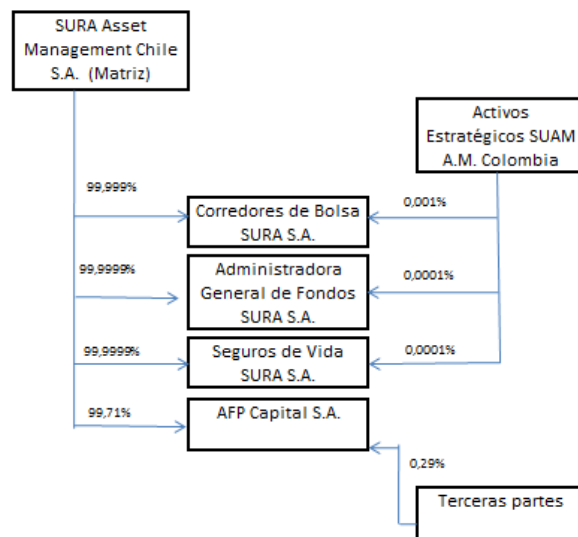 SURA Asset
Management Chile
S.A. (Matriz)
Activos
Estratégicos SUAM
A.M. Colombia
99,999%
Corredores de Bolsa
SURA S.A.
0,001%
99,9999%
Administradora
General de Fondos
SURA S.A.
0,0001%
99,9999%
Seguros de Vida
SURA S.A.
0,0001%
99,71%
AFP Capital S.A.
0,29%
Terceras partes